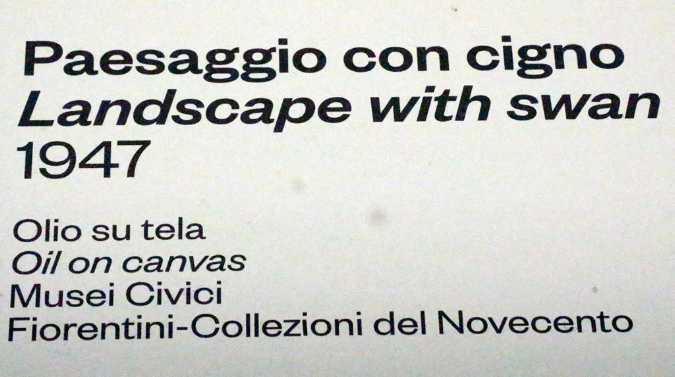 Paesaggio con cigno
Landscape with swan
1947
Olio su tela
Oil on canvas
Musei Civici
Fiorentini-Collezioni del Novecento